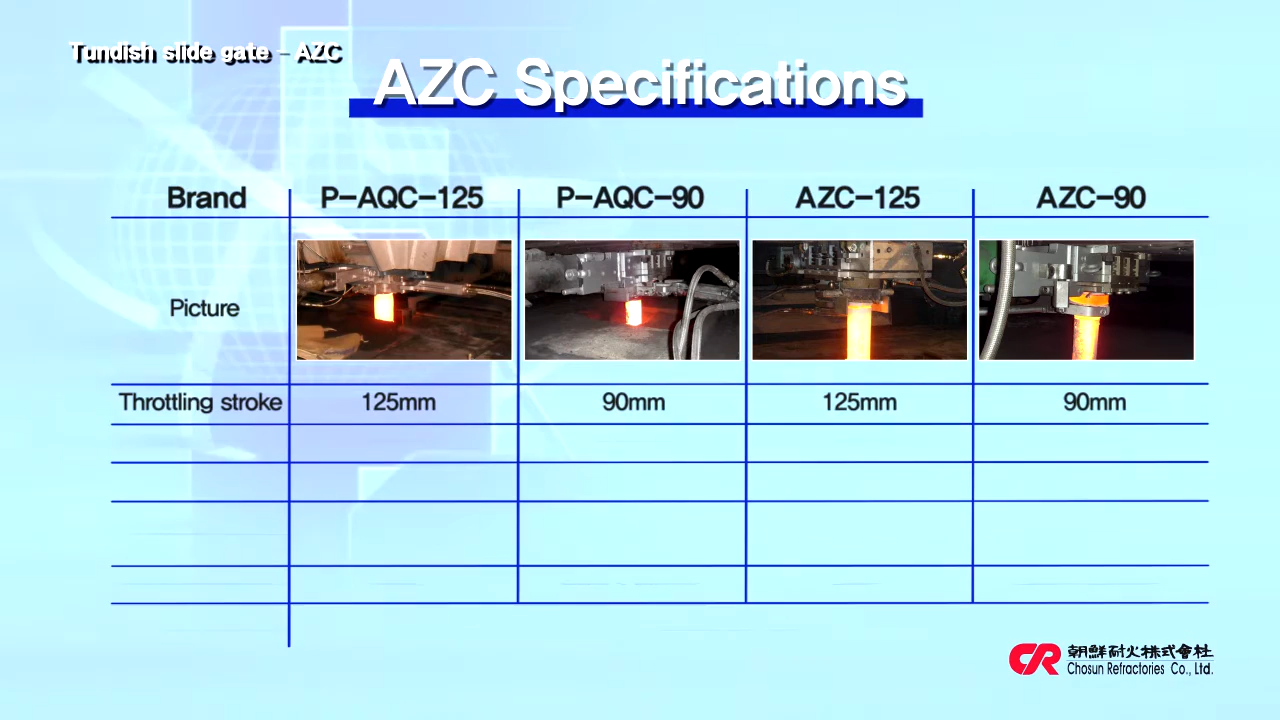 Tundish slide gate - AZC
AZC Specifications
Brand P-AQC-125 P-AQC-90 AZC-125 AZC-90
Picture
Throttling stroke 125mm 90mm 125mm 90mm
CR 朝鮮耐火株式會社
Chosun Refractories Co., Ltd.